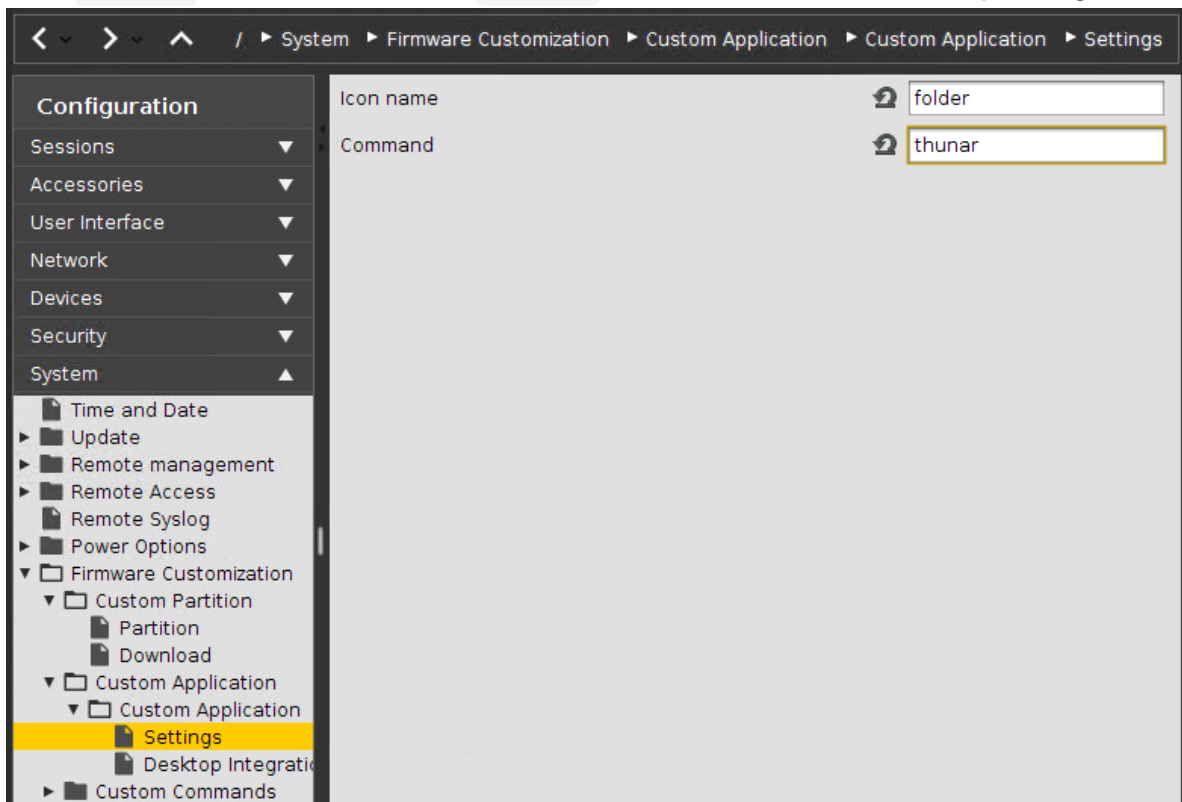 / ▸ System ▸ Firmware Customization ▸ Custom Application ▸ Custom Application ▸ Settings
Configuration
Sessions
Accessories
User Interface
Network
Devices
Security
System
Time and Date
Update
Remote management
Remote Access
Remote Syslog
Power Options
Firmware Customization
Custom Partition
Partition
Download
Custom Application
Custom Application
Settings
Desktop Integratio
Custom Commands
Icon name folder
Command thunar